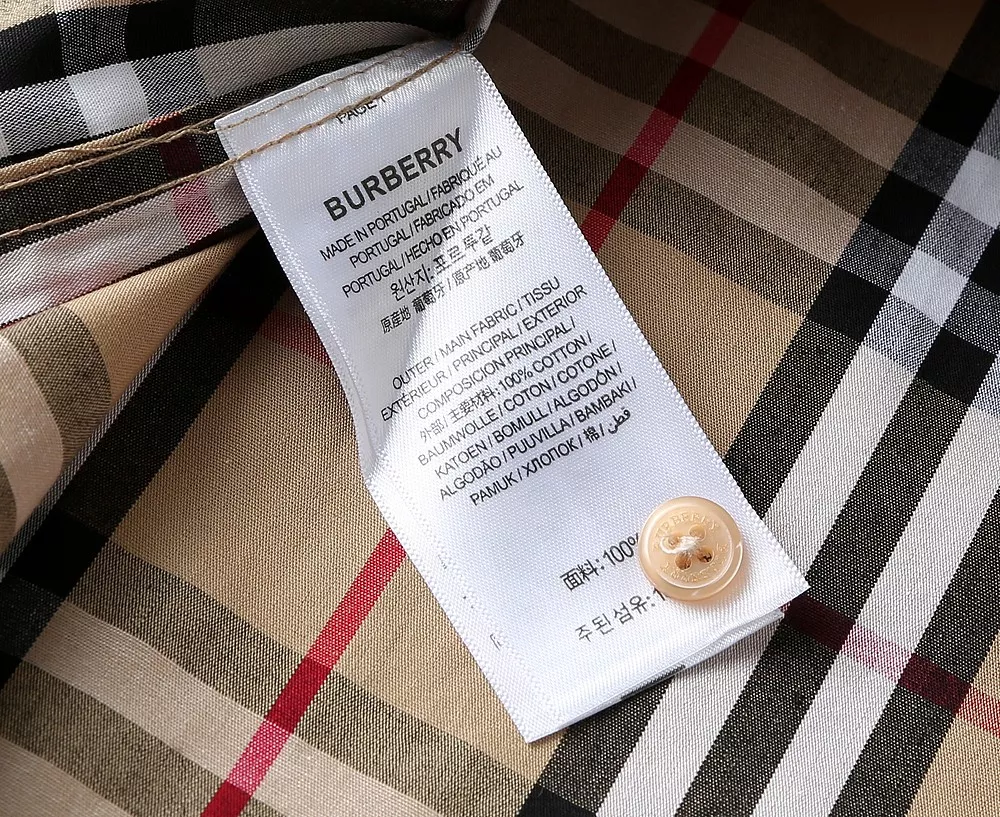 BURBERRY
MADE IN PORTUGAL / FABRIQUÉ AU
PORTUGAL / FABRICADO EM
PORTUGAL / HECHO EN PORTUGAL
원산지: 포르투갈
原産地 葡萄牙 / 原产地 葡萄牙
OUTER / MAIN FABRIC / TISSU
EXTÉRIEUR / PRINCIPAL / EXTERIOR
COMPOSICIÓN PRINCIPAL /
外部 / 主要材料: 100% COTTON /
BAUMWOLLE / COTON / COTONE /
KATOEN / BOMULL / ALGODÓN /
ALGODÃO / PUUVILLA / BAMBAKI /
PAMUK / ХЛОПОК / 棉 / قطن
面料: 100%
주된 섬유: 1